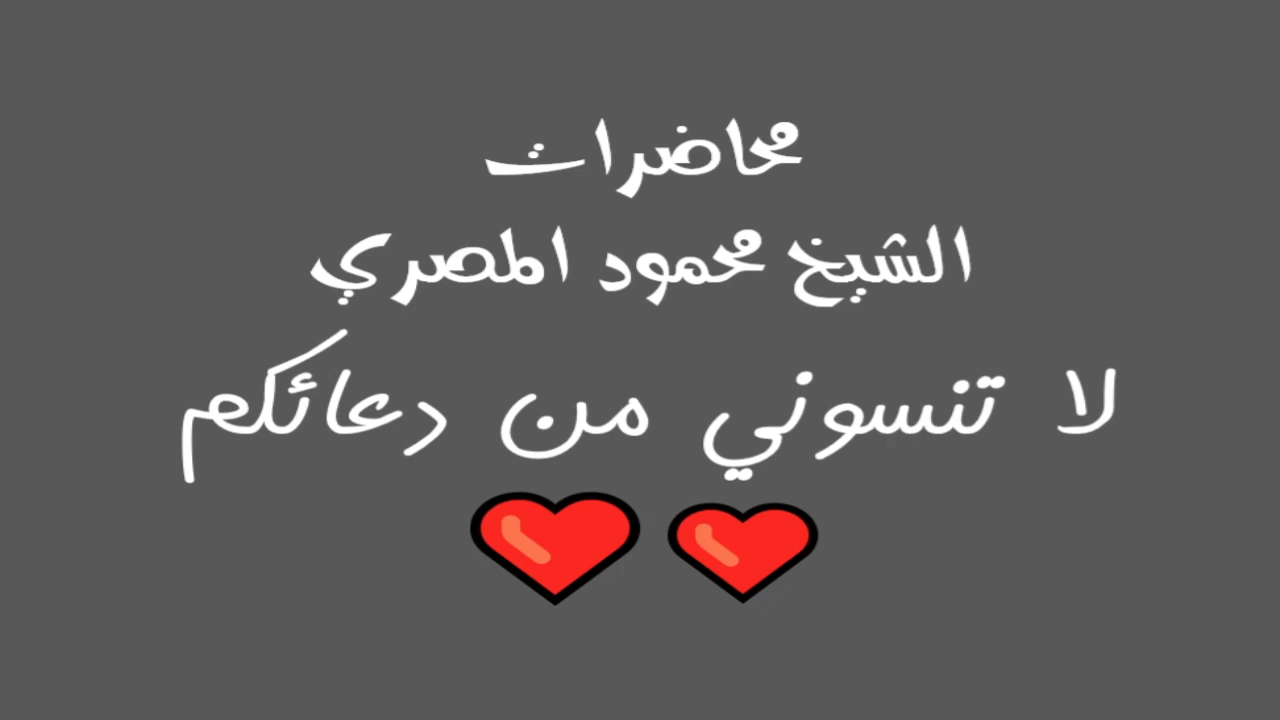 محاضرات
الشيخ محمود المصري
لا تنسوني من دعائكم